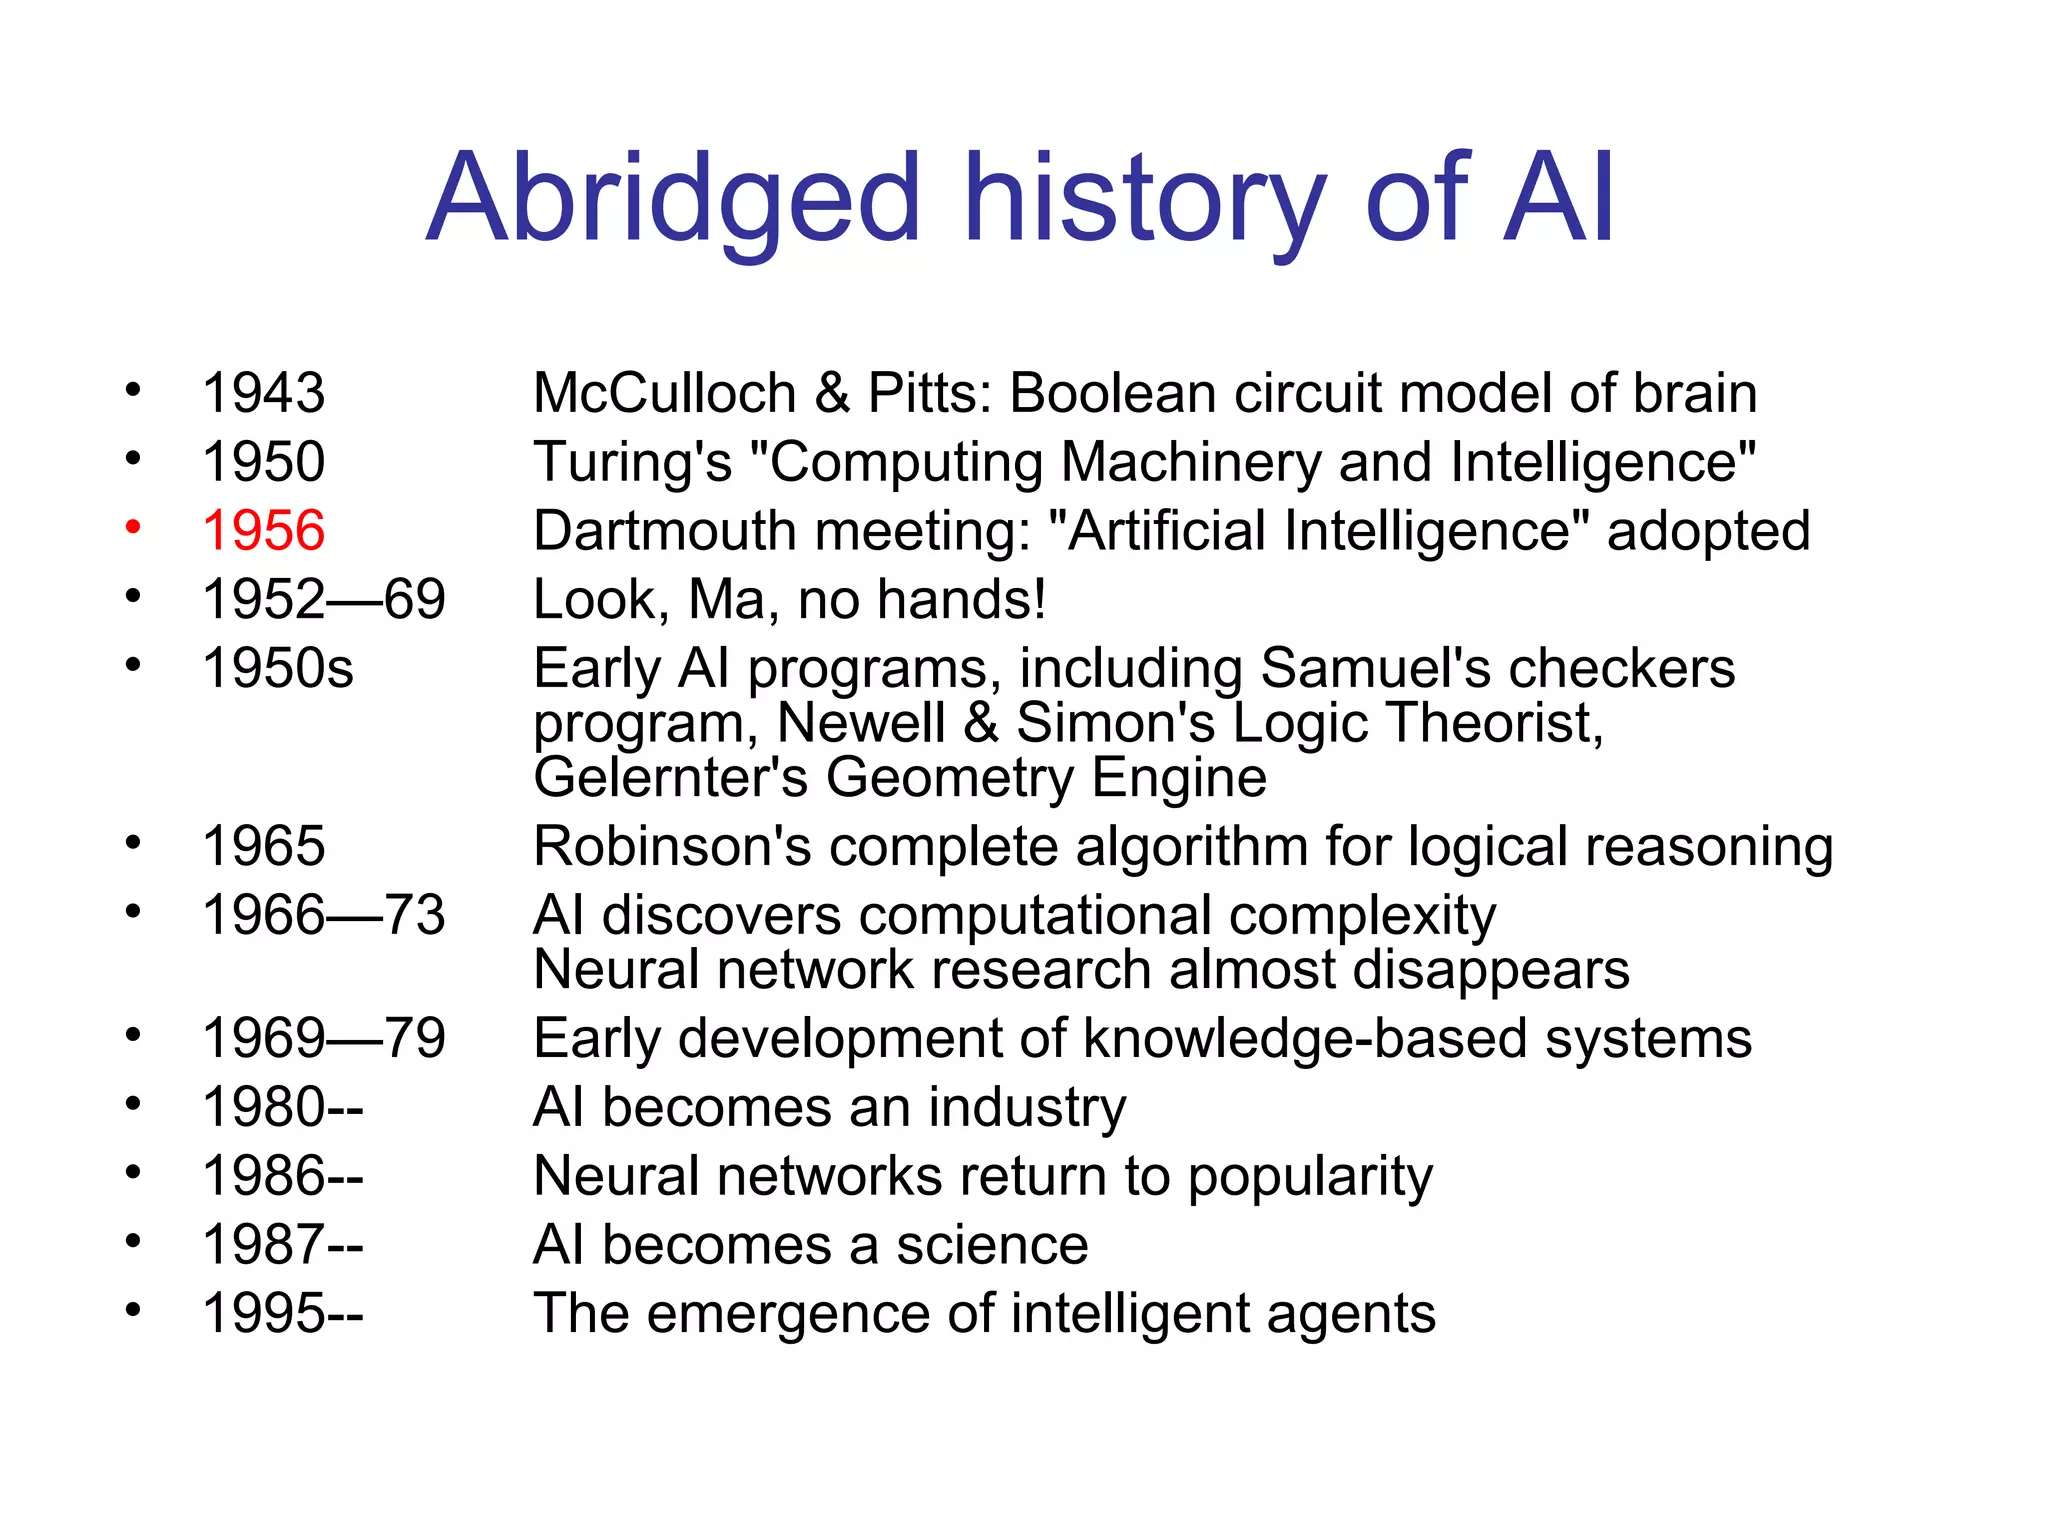 Abridged history of AI
• 1943 McCulloch & Pitts: Boolean circuit model of brain
• 1950 Turing's "Computing Machinery and Intelligence"
• 1956 Dartmouth meeting: "Artificial Intelligence" adopted
• 1952—69 Look, Ma, no hands!
• 1950s Early AI programs, including Samuel's checkers
program, Newell & Simon's Logic Theorist,
Gelernter's Geometry Engine
• 1965 Robinson's complete algorithm for logical reasoning
• 1966—73 AI discovers computational complexity
Neural network research almost disappears
• 1969—79 Early development of knowledge-based systems
• 1980-- AI becomes an industry
• 1986-- Neural networks return to popularity
• 1987-- AI becomes a science
• 1995-- The emergence of intelligent agents